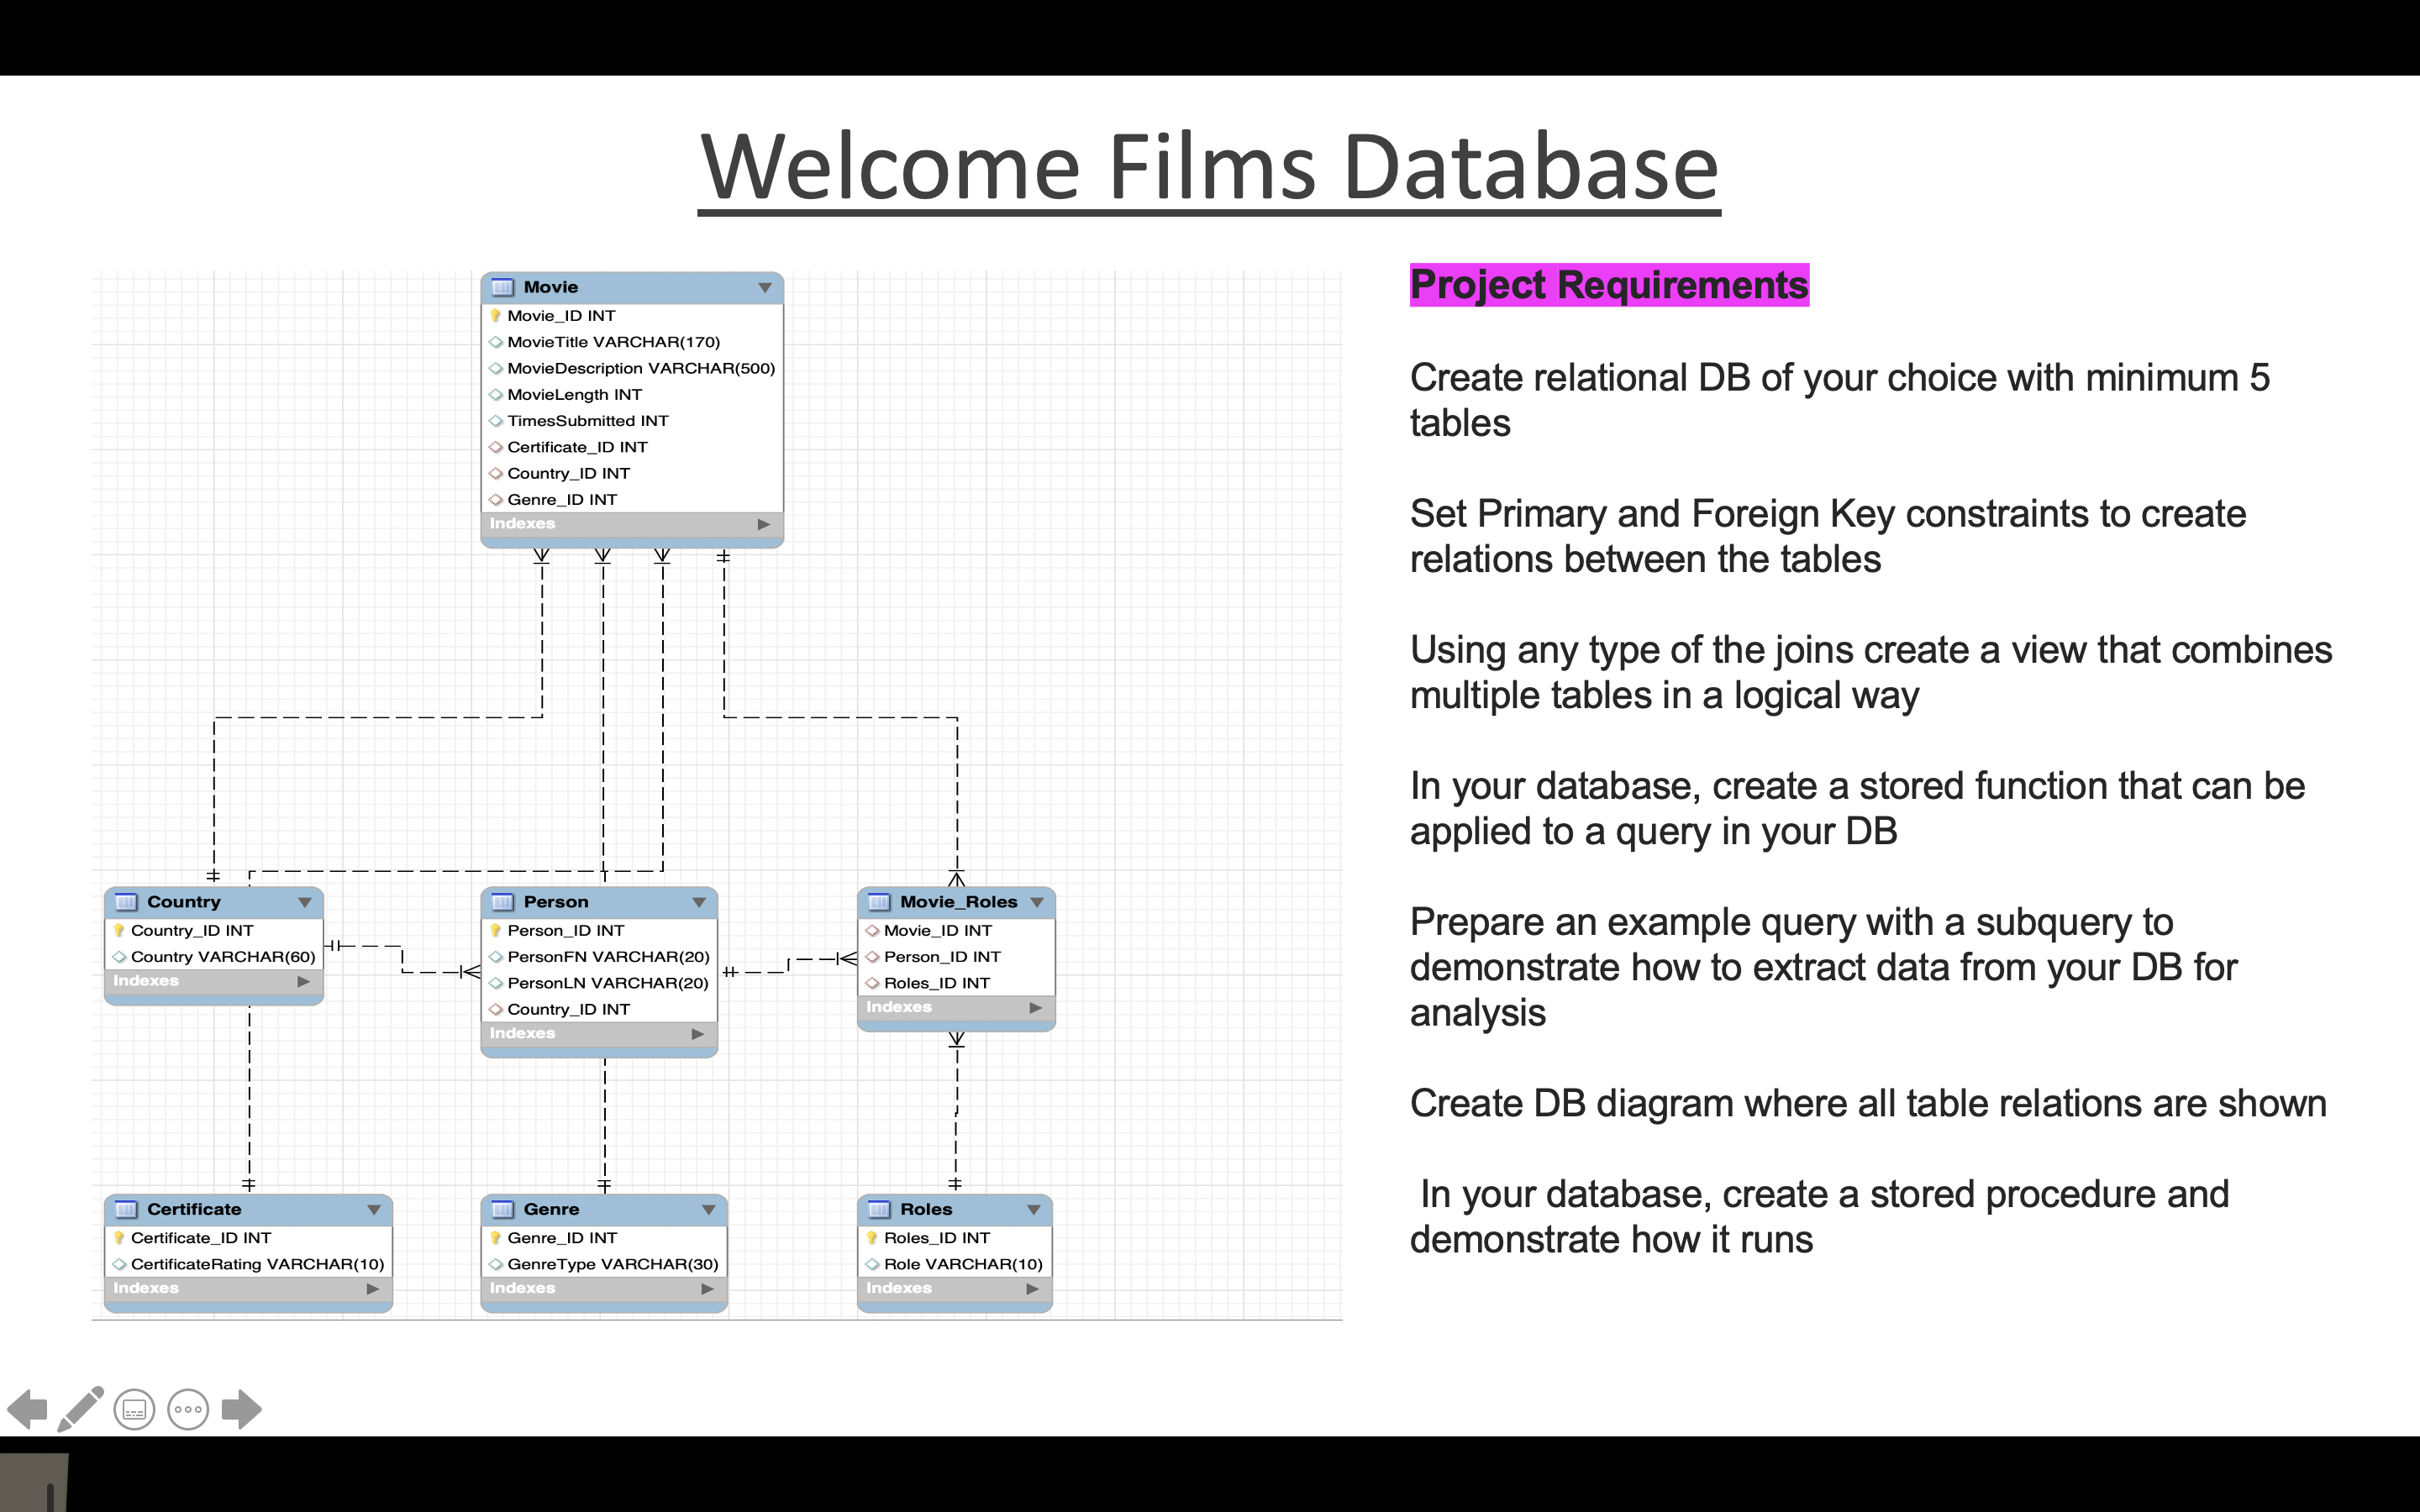 Welcome Films Database
Movie
Movie_ID INT
MovieTitle VARCHAR(170)
MovieDescription VARCHAR(500)
MovieLength INT
TimesSubmitted INT
Certificate_ID INT
Country_ID INT
Genre_ID INT
Indexes
Country
Country_ID INT
Country VARCHAR(60)
Indexes
Person
Person_ID INT
PersonFN VARCHAR(20)
PersonLN VARCHAR(20)
Country_ID INT
Indexes
Movie_Roles
Movie_ID INT
Person_ID INT
Roles_ID INT
Indexes
Certificate
Certificate_ID INT
CertificateRating VARCHAR(10)
Indexes
Genre
Genre_ID INT
GenreType VARCHAR(30)
Indexes
Roles
Roles_ID INT
Role VARCHAR(10)
Indexes
Project Requirements
Create relational DB of your choice with minimum 5
tables
Set Primary and Foreign Key constraints to create
relations between the tables
Using any type of the joins create a view that combines
multiple tables in a logical way
In your database, create a stored function that can be
applied to a query in your DB
Prepare an example query with a subquery to
demonstrate how to extract data from your DB for
analysis
Create DB diagram where all table relations are shown
In your database, create a stored procedure and
demonstrate how it runs